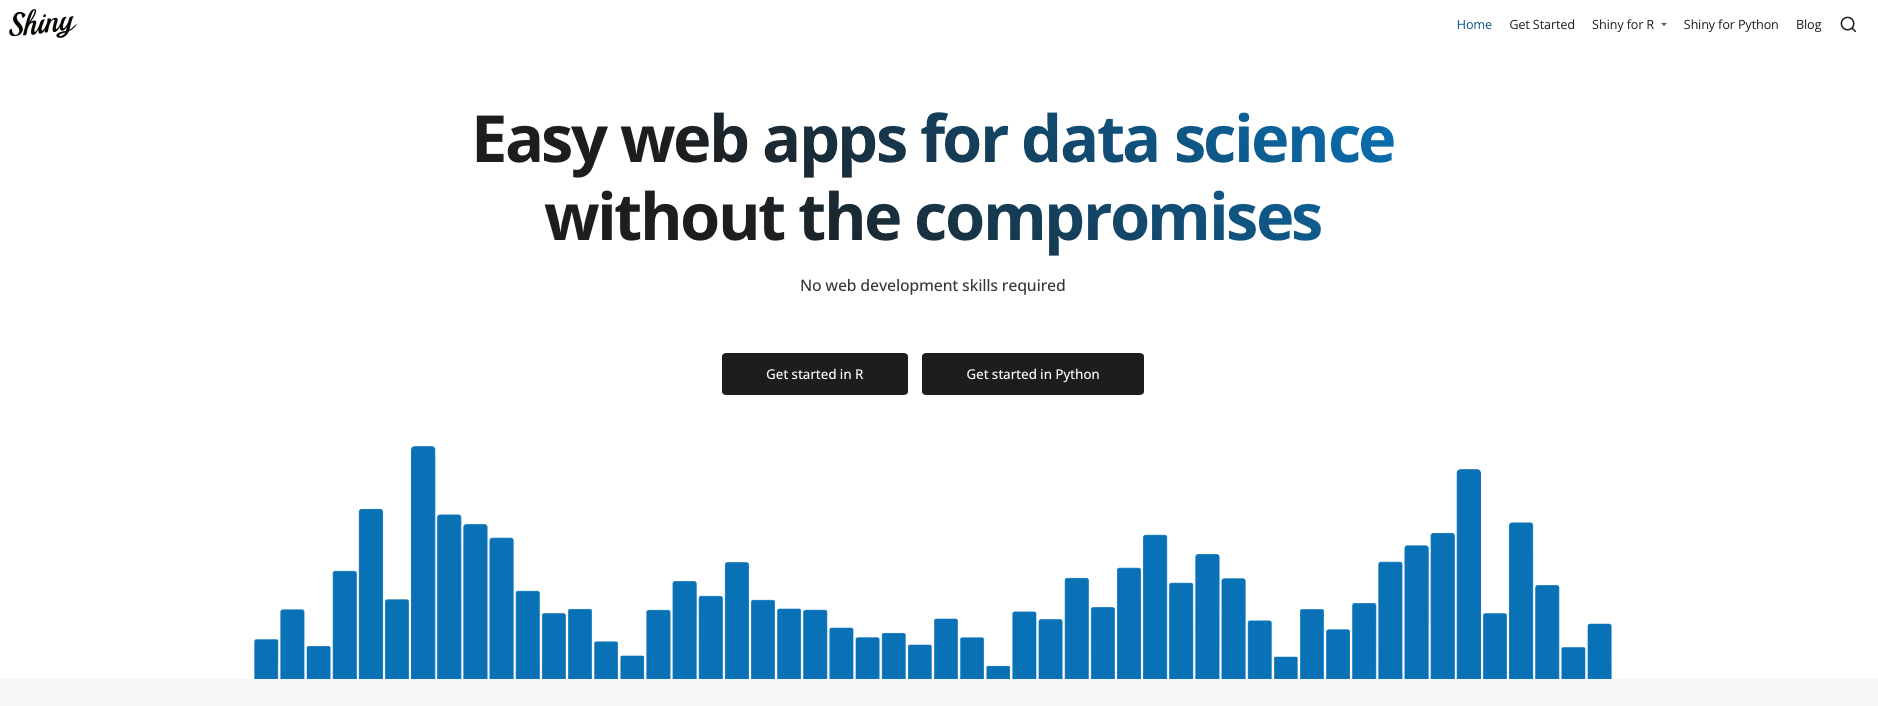 Shiny
Home Get Started Shiny for R Shiny for Python Blog
Easy web apps for data science
without the compromises
No web development skills required
Get started in R Get started in Python